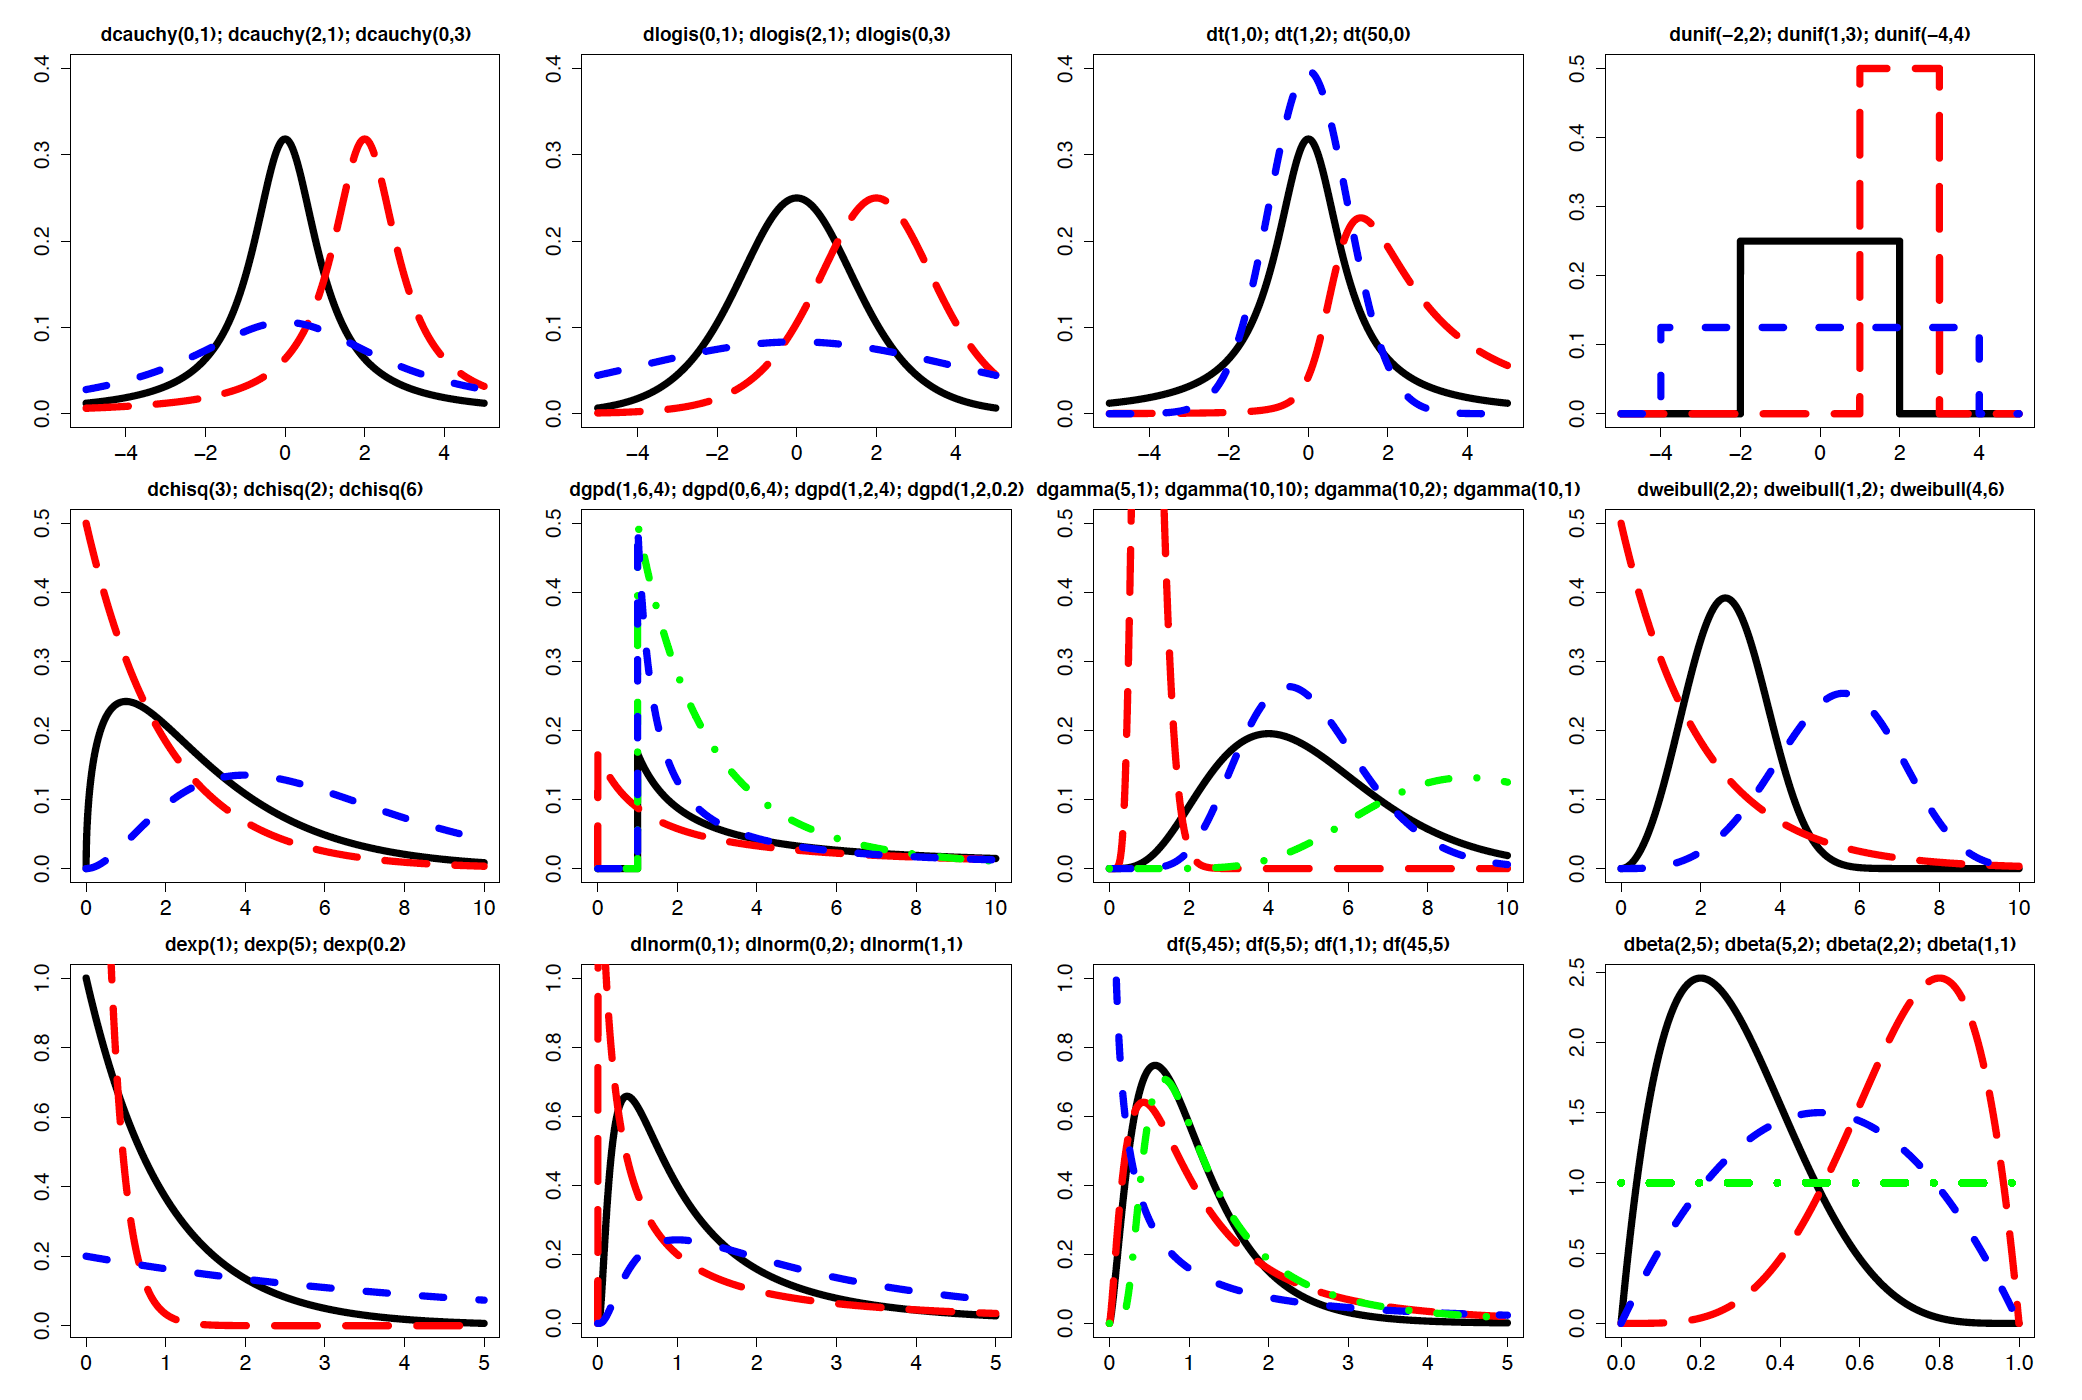 dcauchy(0,1); dcauchy(2,1); dcauchy(0,3)
0.0 0.1 0.2 0.3 0.4
−4 −2 0 2 4
dlogis(0,1); dlogis(2,1); dlogis(0,3)
0.0 0.1 0.2 0.3 0.4
−4 −2 0 2 4
dt(1,0); dt(1,2); dt(50,0)
0.0 0.1 0.2 0.3 0.4
−4 −2 0 2 4
dunif(−2,2); dunif(1,3); dunif(−4,4)
0.0 0.1 0.2 0.3 0.4 0.5
−4 −2 0 2 4
dchisq(3); dchisq(2); dchisq(6)
0.0 0.1 0.2 0.3 0.4 0.5
0 2 4 6 8 10
dgpd(1,6,4); dgpd(0,6,4); dgpd(1,2,4); dgpd(1,2,0.2)
0.0 0.1 0.2 0.3 0.4 0.5
0 2 4 6 8 10
dgamma(5,1); dgamma(10,10); dgamma(10,2); dgamma(10,1)
0.0 0.1 0.2 0.3 0.4 0.5
0 2 4 6 8 10
dweibull(2,2); dweibull(1,2); dweibull(4,6)
0.0 0.1 0.2 0.3 0.4 0.5
0 2 4 6 8 10
dexp(1); dexp(5); dexp(0.2)
0.0 0.2 0.4 0.6 0.8 1.0
0 1 2 3 4 5
dlnorm(0,1); dlnorm(0,2); dlnorm(1,1)
0.0 0.2 0.4 0.6 0.8 1.0
0 1 2 3 4 5
df(5,45); df(5,5); df(1,1); df(45,5)
0.0 0.2 0.4 0.6 0.8 1.0
0 1 2 3 4 5
dbeta(2,5); dbeta(5,2); dbeta(2,2); dbeta(1,1)
0.0 0.5 1.0 1.5 2.0 2.5
0.0 0.2 0.4 0.6 0.8 1.0